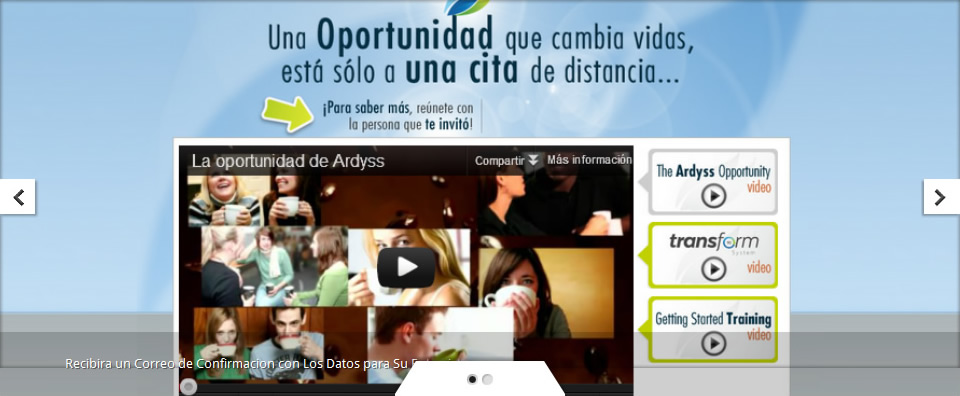 Una Oportunidad que cambia vidas,
está sólo a una cita de distancia...
¡Para saber más, reúnete con
la persona que te invitó!
La oportunidad de Ardyss
Compartir
Más información
The Ardyss Opportunity
video
transform
System
video
Getting Started Training
video
Recibira un Correo de Confirmacion con Los Datos para Su